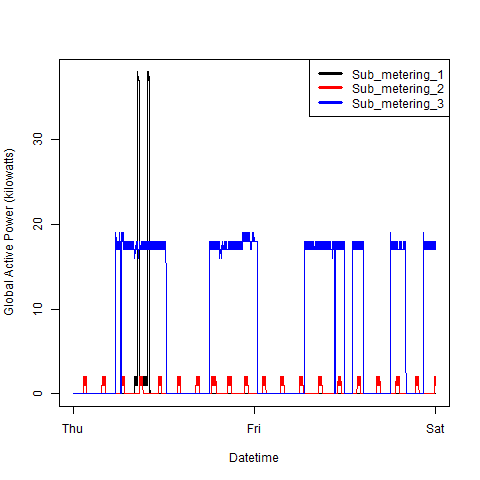 Sub_metering_1
Sub_metering_2
Sub_metering_3
Global Active Power (kilowatts)
30
20
10
0
Thu Fri Sat
Datetime